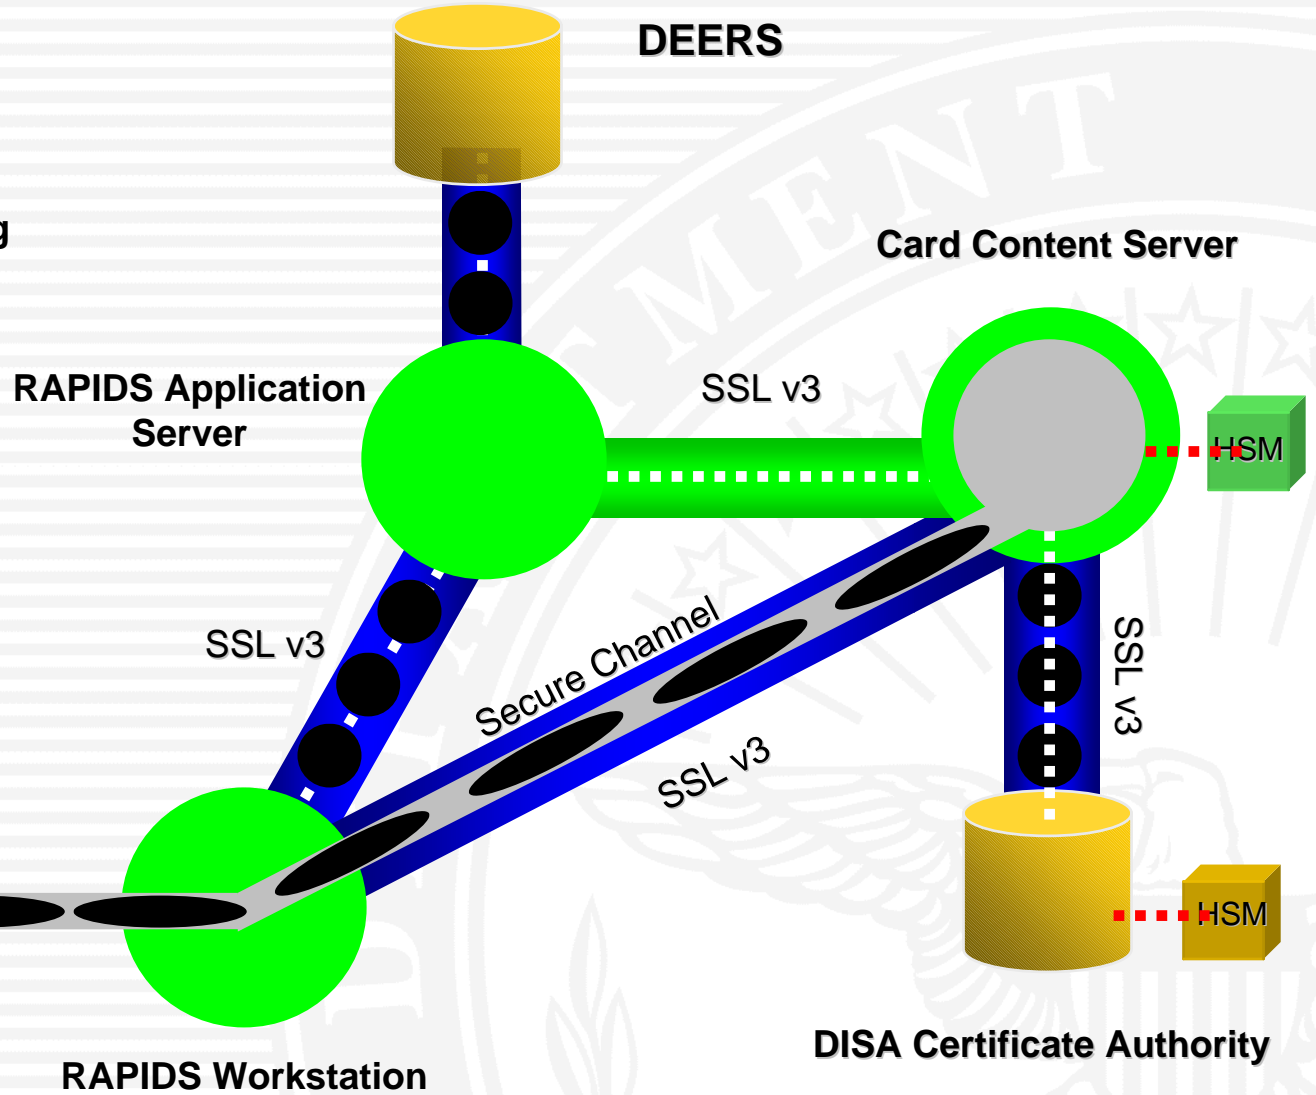 DEERS
g
Card Content Server
RAPIDS Application
Server
SSL v3
HSM
SSL v3
Secure Channel
SSL v3
SSL v3
HSM
DISA Certificate Authority
RAPIDS Workstation
MENT